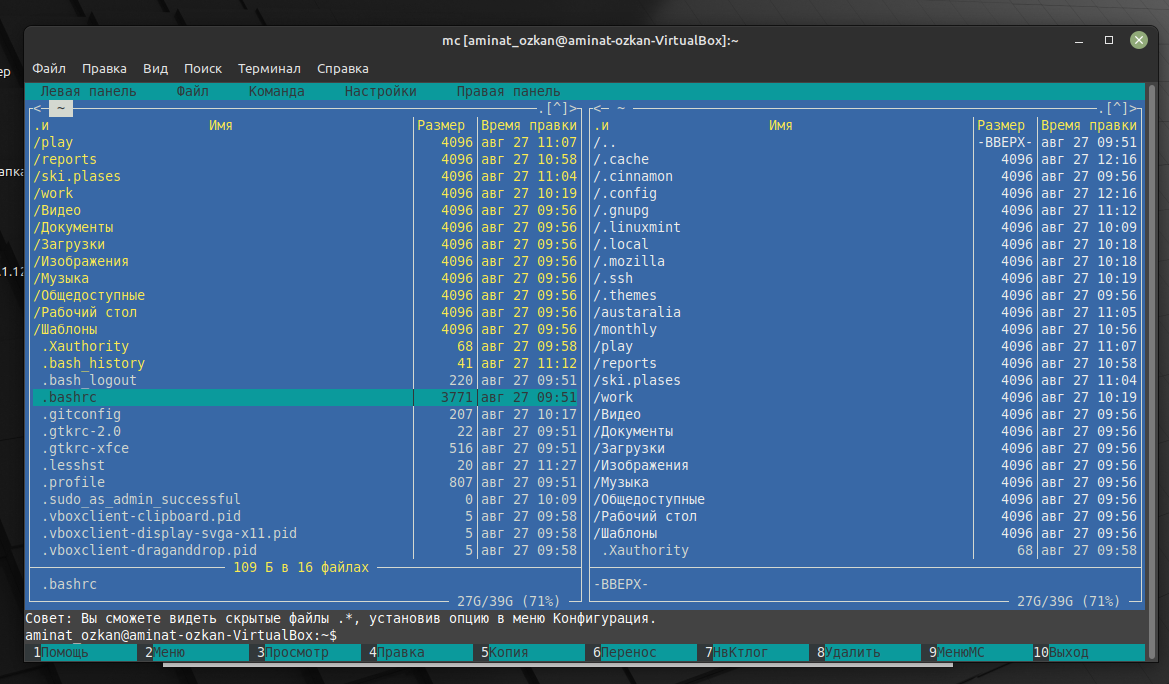 mc [aminat_ozkan@aminat-ozkan-VirtualBox]:~
Файл Правка Вид Поиск Терминал Справка
Левая панель Файл Команда Настройки Правая панель
<─ ~ ─.[^]>
.и Имя Размер Время правки
/play 4096 авг 27 11:07
/reports 4096 авг 27 10:58
/ski.plases 4096 авг 27 11:04
/work 4096 авг 27 10:19
/Видео 4096 авг 27 09:56
/Документы 4096 авг 27 09:56
/Загрузки 4096 авг 27 09:56
/Изображения 4096 авг 27 09:56
/Музыка 4096 авг 27 09:56
/Общедоступные 4096 авг 27 09:56
/Рабочий стол 4096 авг 27 09:56
/Шаблоны 4096 авг 27 09:56
.Xauthority 68 авг 27 09:58
.bash_history 41 авг 27 11:12
.bash_logout 220 авг 27 09:51
.bashrc 3771 авг 27 09:51
.gitconfig 207 авг 27 10:17
.gtkrc-2.0 22 авг 27 09:51
.gtkrc-xfce 516 авг 27 09:51
.lesshst 20 авг 27 11:27
.profile 807 авг 27 09:51
.sudo_as_admin_successful 0 авг 27 10:09
.vboxclient-clipboard.pid 5 авг 27 09:58
.vboxclient-display-svga-x11.pid 5 авг 27 09:58
.vboxclient-draganddrop.pid 5 авг 27 09:58
109 Б в 16 файлах
.bashrc
27G/39G (71%)
<─ ~ ─.[^]>
.и Имя Размер Время правки
/.. -ВВЕРХ- авг 27 09:51
/.cache 4096 авг 27 12:16
/.cinnamon 4096 авг 27 09:56
/.config 4096 авг 27 12:16
/.gnupg 4096 авг 27 11:12
/.linuxmint 4096 авг 27 10:09
/.local 4096 авг 27 10:18
/.mozilla 4096 авг 27 10:18
/.ssh 4096 авг 27 10:19
/.themes 4096 авг 27 09:56
/austaralia 4096 авг 27 11:05
/monthly 4096 авг 27 10:56
/play 4096 авг 27 11:07
/reports 4096 авг 27 10:58
/ski.plases 4096 авг 27 11:04
/work 4096 авг 27 10:19
/Видео 4096 авг 27 09:56
/Документы 4096 авг 27 09:56
/Загрузки 4096 авг 27 09:56
/Изображения 4096 авг 27 09:56
/Музыка 4096 авг 27 09:56
/Общедоступные 4096 авг 27 09:56
/Рабочий стол 4096 авг 27 09:56
/Шаблоны 4096 авг 27 09:56
.Xauthority 68 авг 27 09:58
-ВВЕРХ-
27G/39G (71%)
Совет: Вы сможете видеть скрытые файлы .*, установив опцию в меню Конфигурация.
aminat_ozkan@aminat-ozkan-VirtualBox:~$
1Помощь 2Меню 3Просмотр 4Правка 5Копия 6Перенос 7НвКтлог 8Удалить 9МенюМС 10Выход